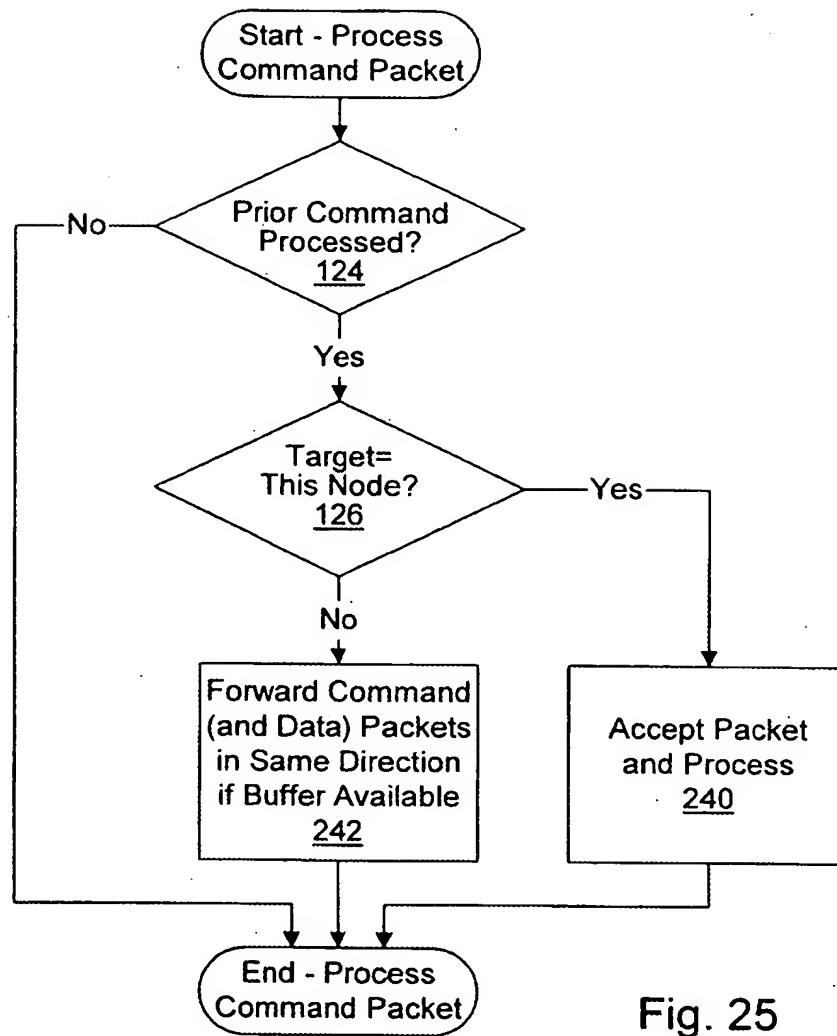 Start - Process
Command Packet
No
Prior Command
Processed?
124
Yes
Target=
This Node?
126
Yes
No
Forward Command
(and Data) Packets
in Same Direction
if Buffer Available
242
Accept Packet
and Process
240
End - Process
Command Packet
Fig. 25